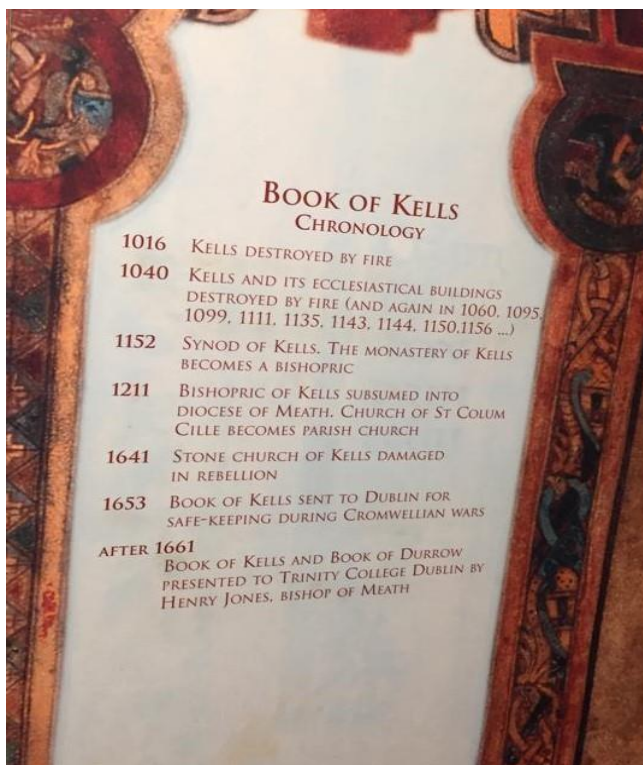 BOOK OF KELLS
CHRONOLOGY
1016 KELLS DESTROYED BY FIRE
1040 KELLS AND ITS ECCLESIASTICAL BUILDINGS
DESTROYED BY FIRE (AND AGAIN IN 1060, 1095,
1099, 1111, 1135, 1143, 1144, 1150,1156 ...)
1152 SYNOD OF KELLS. THE MONASTERY OF KELLS
BECOMES A BISHOPRIC
1211 BISHOPRIC OF KELLS SUBSUMED INTO
DIOCESE OF MEATH. CHURCH OF ST COLUM
CILLE BECOMES PARISH CHURCH
1641 STONE CHURCH OF KELLS DAMAGED
IN REBELLION
1653 BOOK OF KELLS SENT TO DUBLIN FOR
SAFE-KEEPING DURING CROMWELLIAN WARS
AFTER 1661
BOOK OF KELLS AND BOOK OF DURROW
PRESENTED TO TRINITY COLLEGE DUBLIN BY
HENRY JONES, BISHOP OF MEATH